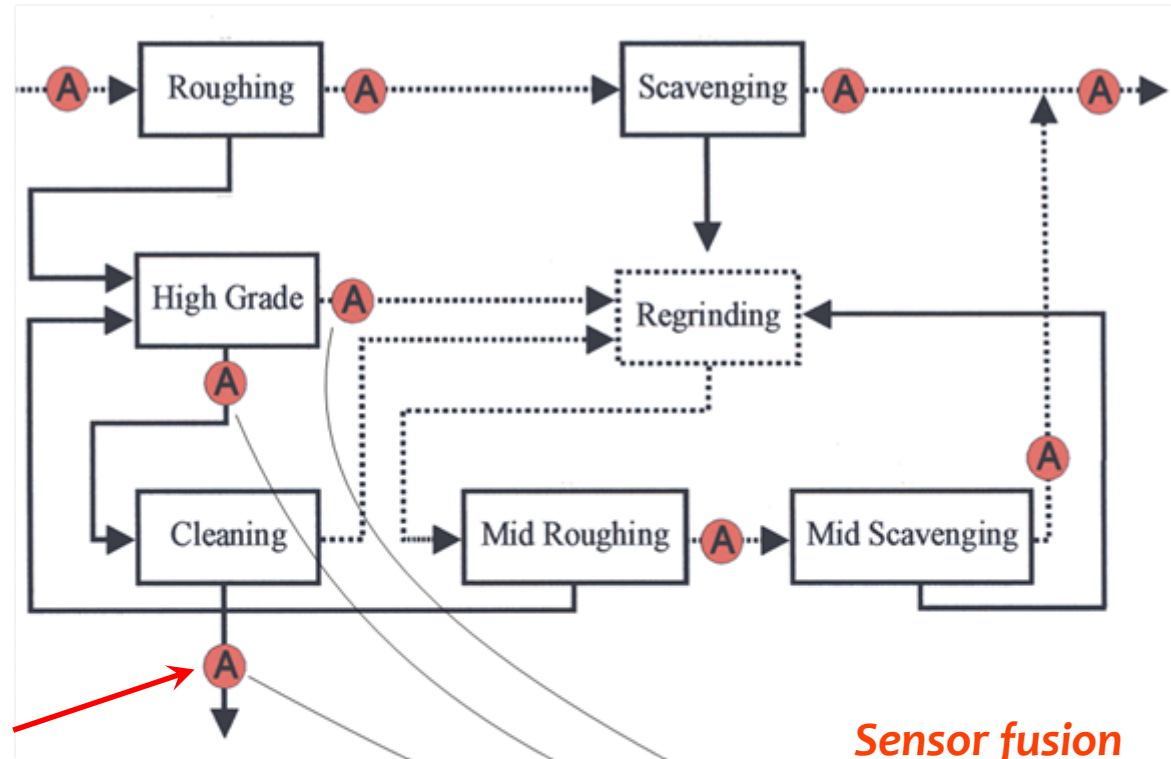 A
Roughing
A
Scavenging
A
A
High Grade
A
Regrinding
A
A
Cleaning
Mid Roughing
A
Mid Scavenging
A
Sensor fusion